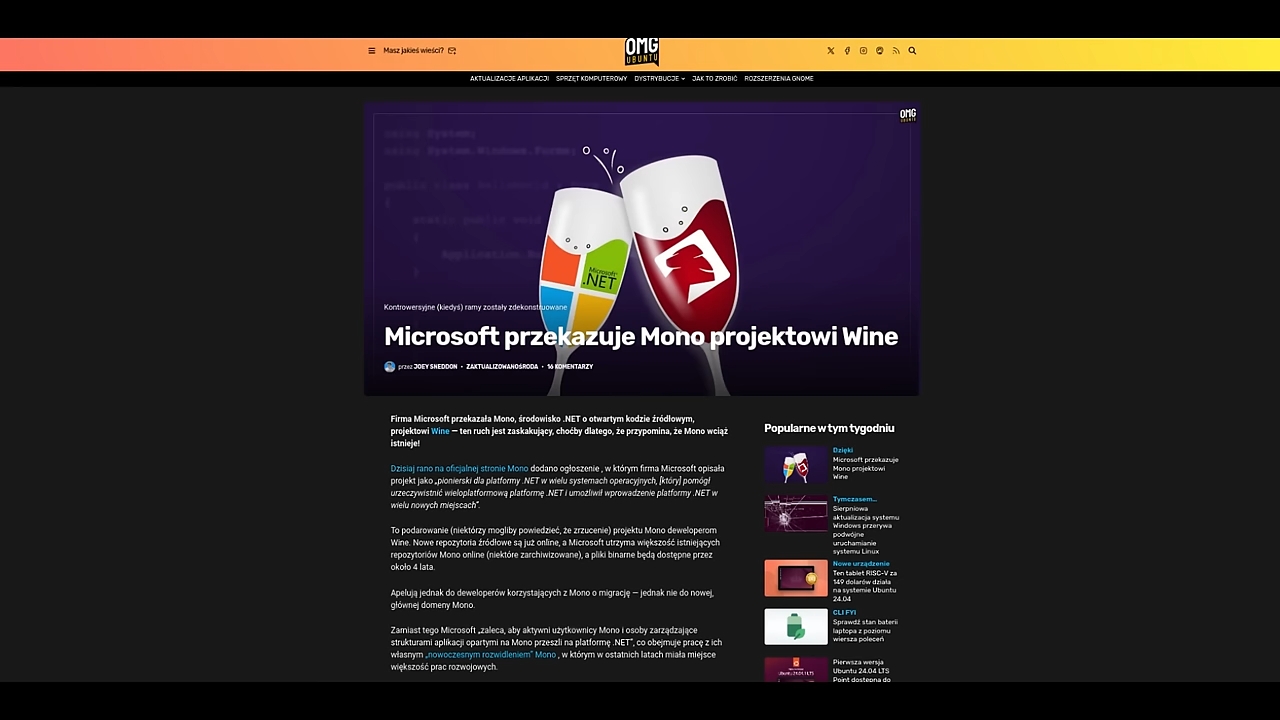 Masz jakieś wieści?
OMG
UBUNTU
AKTUALIZACJE APLIKACJI SPRZĘT KOMPUTEROWY DYSTRYBUCJE JAK TO ZROBIĆ ROZSZERZENIA GNOME
OMG
UBUNTU
using System;
using System.Windows.Forms;
Microsoft
.NET
Kontrowersyjne (kiedyś) ramy zostały zdekonstruowane
Microsoft przekazuje Mono projektowi Wine
przez JOEY SNEDDON • ZAKTUALIZOWANOŚRODA • 16 KOMENTARZY
Firma Microsoft przekazała Mono, środowisko .NET o otwartym kodzie źródłowym,
projektowi Wine — ten ruch jest zaskakujący, choćby dlatego, że przypomina, że Mono wciąż
istnieje!
Dzisiaj rano na oficjalnej stronie Mono dodano ogłoszenie , w którym firma Microsoft opisała
projekt jako „pionierski dla platformy .NET w wielu systemach operacyjnych, [który] pomógł
urzeczywistnić wieloplatformową platformę .NET i umożliwił wprowadzenie platformy .NET w
wielu nowych miejscach”.
To podarowanie (niektórzy mogliby powiedzieć, że zrzucenie) projektu Mono deweloperom
Wine. Nowe repozytoria źródłowe są już online, a Microsoft utrzyma większość istniejących
repozytoriów Mono online (niektóre zarchiwizowane), a pliki binarne będą dostępne przez
około 4 lata.
Apelują jednak do deweloperów korzystających z Mono o migrację — jednak nie do nowej,
głównej domeny Mono.
Zamiast tego Microsoft „zaleca, aby aktywni użytkownicy Mono i osoby zarządzające
strukturami aplikacji opartymi na Mono przeszli na platformę .NET”, co obejmuje pracę z ich
własnym „nowoczesnym rozwidleniem” Mono , w którym w ostatnich latach miała miejsce
większość prac rozwojowych.
Popularne w tym tygodniu
Dzięki
Microsoft przekazuje
Mono projektowi
Wine
Tymczasem...
Sierpniowa
aktualizacja systemu
Windows przerywa
podwójne
uruchamianie
systemu Linux
Nowe urządzenie
Ten tablet RISC-V za
149 dolarów działa
na systemie Ubuntu
24.04
CLI FYI
Sprawdź stan baterii
laptopa z poziomu
wiersza poleceń
Pierwsza wersja
Ubuntu 24.04 LTS
Point dostępna do